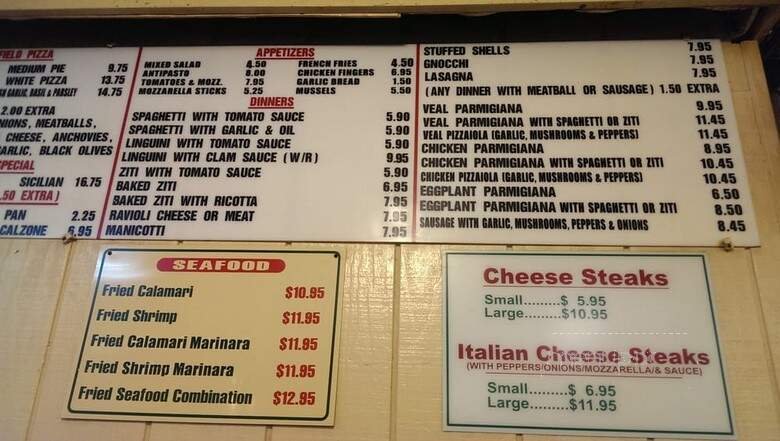 FIELD PIZZA
MEDIUM PIE 9.75
WHITE PIZZA 13.75
GARLIC, BASIL & PARSLEY 14.75
2.00 EXTRA
NIONS, MEATBALLS,
CHEESE, ANCHOVIES,
ARLIC, BLACK OLIVES
PECIAL
SICILIAN 16.75
.50 EXTRA)
PAN 2.25
CALZONE 6.95
APPETIZERS
MIXED SALAD 4.50
ANTIPASTO 8.00
TOMATOES & MOZZ. 7.95
MOZZARELLA STICKS 5.25
FRENCH FRIES 4.50
CHICKEN FINGERS 6.95
GARLIC BREAD 1.50
MUSSELS 5.50
DINNERS
SPAGHETTI WITH TOMATO SAUCE 5.90
SPAGHETTI WITH GARLIC & OIL 5.90
LINGUINI WITH TOMATO SAUCE 5.90
LINGUINI WITH CLAM SAUCE (W/R) 9.95
ZITI WITH TOMATO SAUCE 5.90
BAKED ZITI 6.95
BAKED ZITI WITH RICOTTA 7.95
RAVIOLI CHEESE OR MEAT 7.95
MANICOTTI 7.95
STUFFED SHELLS 7.95
GNOCCHI 7.95
LASAGNA 7.95
(ANY DINNER WITH MEATBALL OR SAUSAGE) 1.50 EXTRA
VEAL PARMIGIANA 9.95
VEAL PARMIGIANA WITH SPAGHETTI OR ZITI 11.45
VEAL PIZZAIOLA (GARLIC, MUSHROOMS & PEPPERS) 11.45
CHICKEN PARMIGIANA 8.95
CHICKEN PARMIGIANA WITH SPAGHETTI OR ZITI 10.45
CHICKEN PIZZAIOLA (GARLIC, MUSHROOMS & PEPPERS) 10.45
EGGPLANT PARMIGIANA 6.50
EGGPLANT PARMIGIANA WITH SPAGHETTI OR ZITI 8.50
SAUSAGE WITH GARLIC, MUSHROOMS, PEPPERS & ONIONS 8.45
SEAFOOD
Fried Calamari $10.95
Fried Shrimp $11.95
Fried Calamari Marinara $11.95
Fried Shrimp Marinara $11.95
Fried Seafood Combination $12.95
Cheese Steaks
Small.........$ 5.95
Large.........$10.95
Italian Cheese Steaks
(WITH PEPPERS/ONIONS/MOZZARELLA/& SAUCE)
Small.........$ 6.95
Large.........$11.95